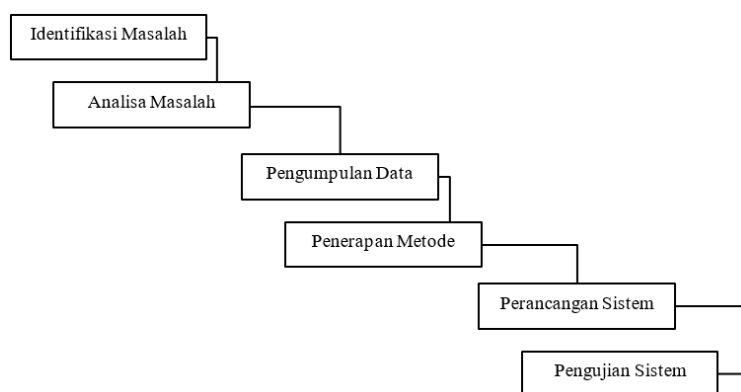 Identifikasi Masalah
Analisa Masalah
Pengumpulan Data
Penerapan Metode
Perancangan Sistem
Pengujian Sistem